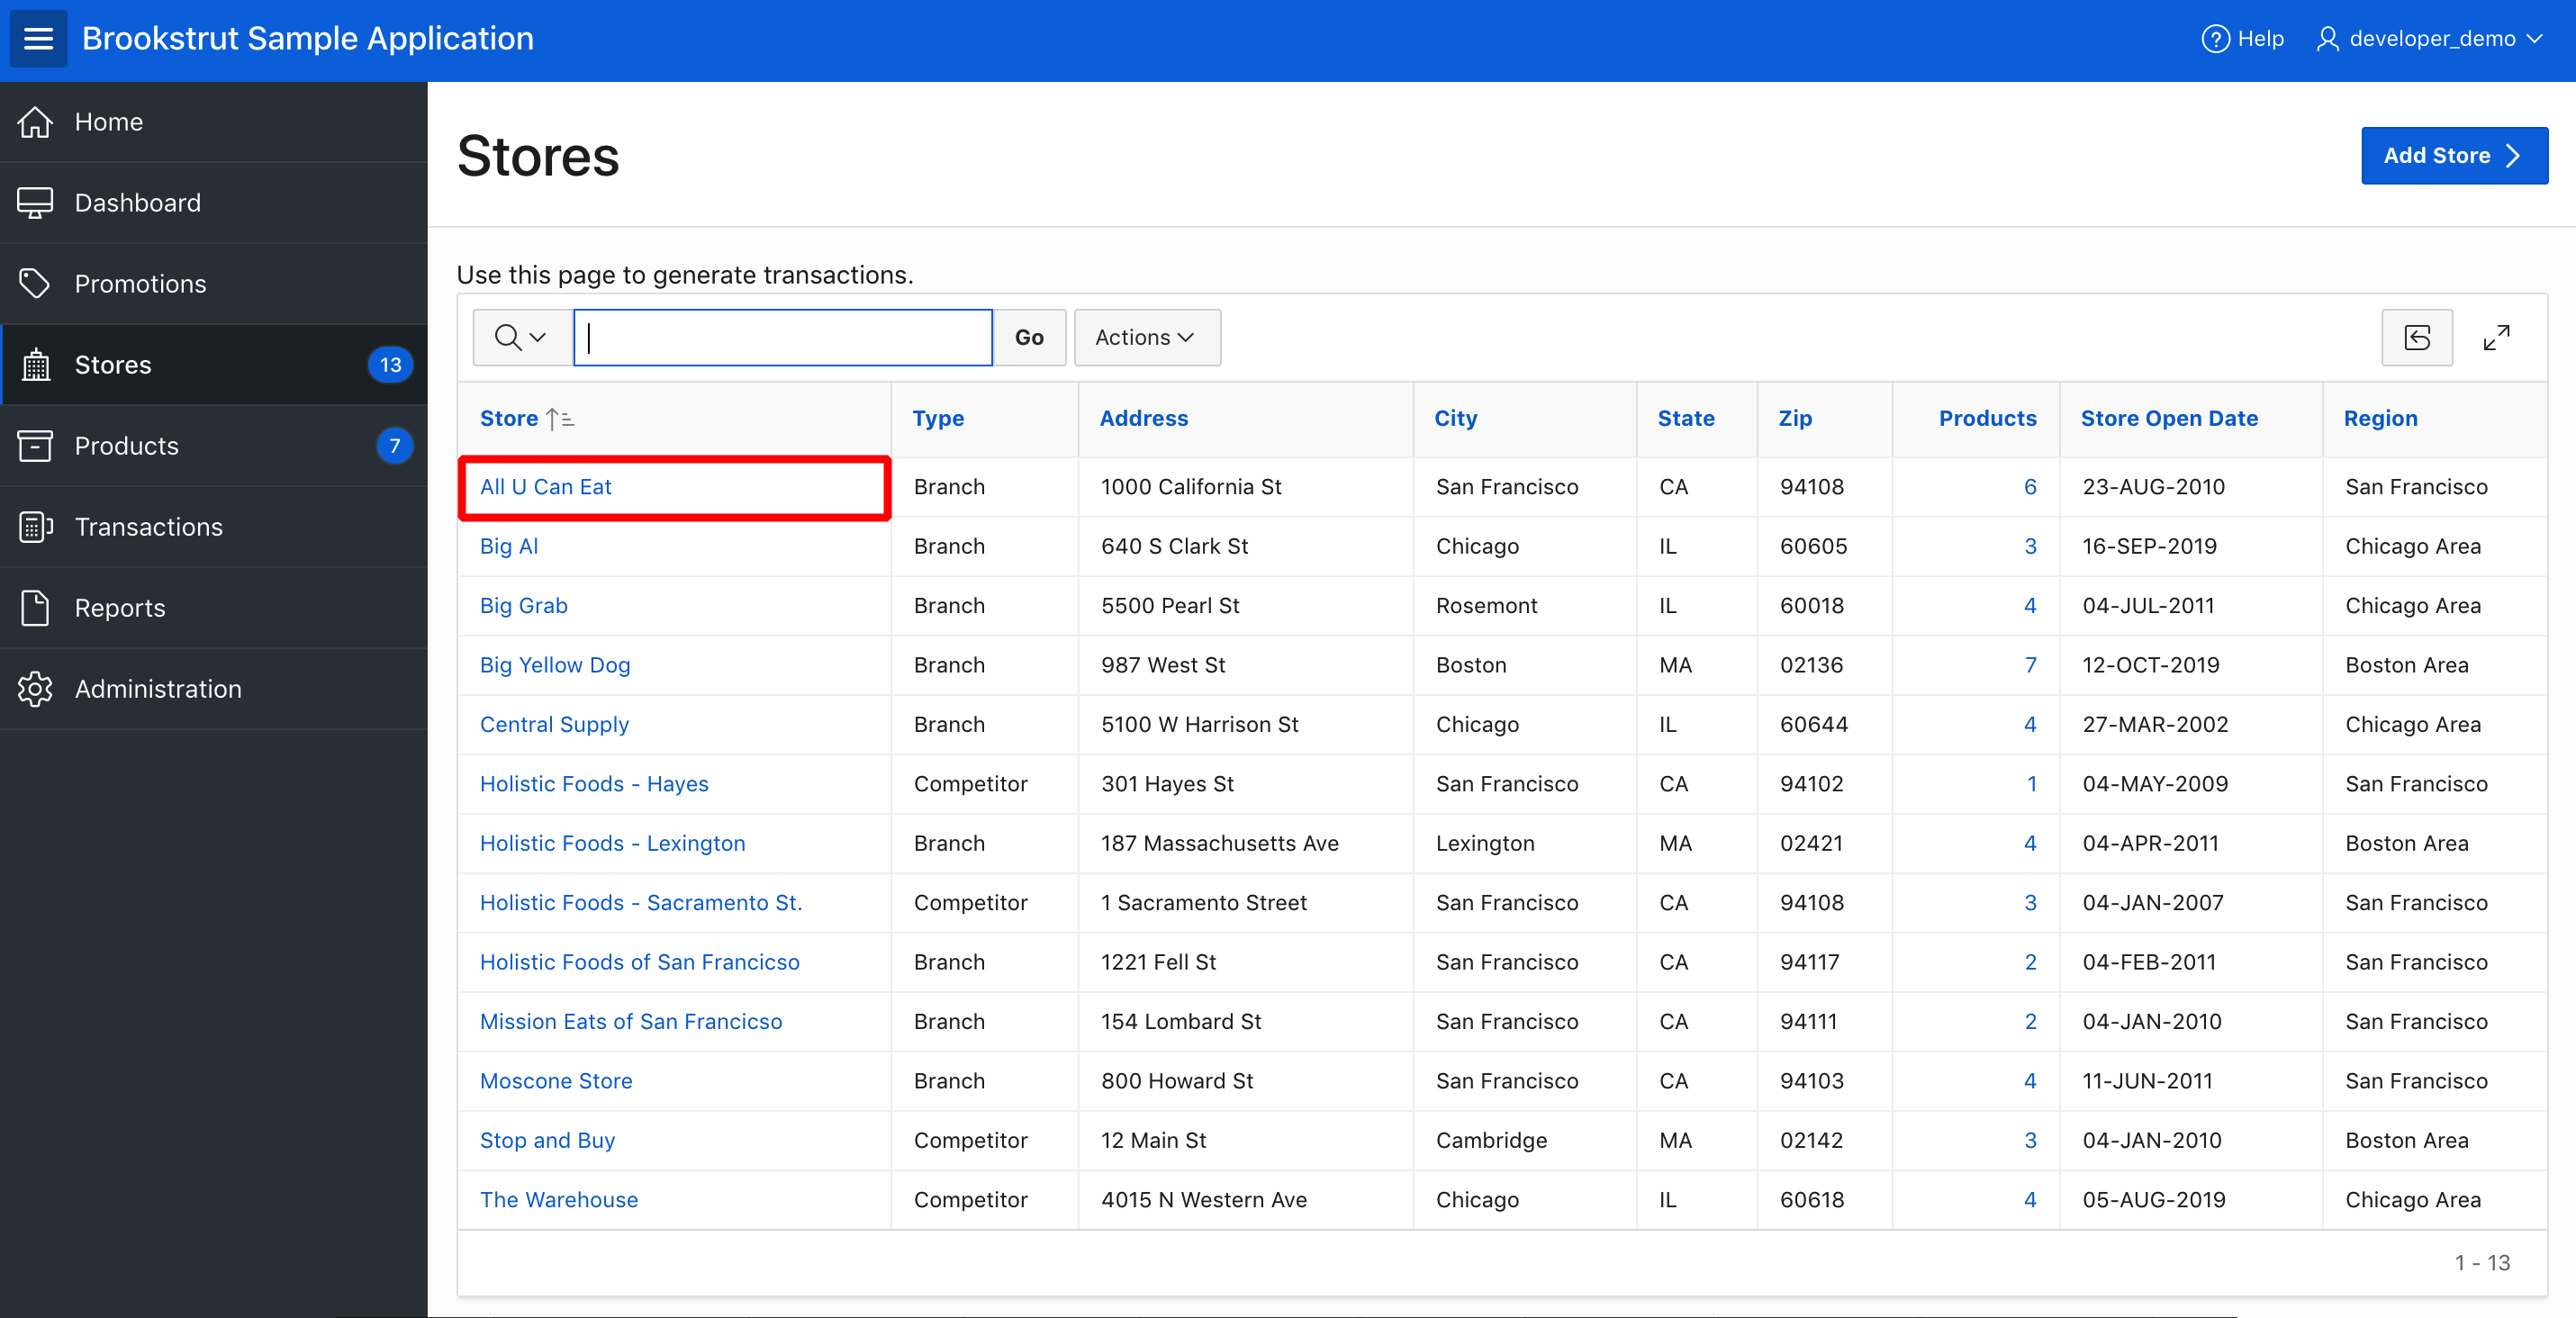 Brookstrut Sample Application
Help
developer_demo
Home
Dashboard
Promotions
Stores 13
Products 7
Transactions
Reports
Administration
Stores
Add Store
Use this page to generate transactions.
Go
Actions
Store Type Address City State Zip Products Store Open Date Region
All U Can Eat Branch 1000 California St San Francisco CA 94108 6 23-AUG-2010 San Francisco
Big Al Branch 640 S Clark St Chicago IL 60605 3 16-SEP-2019 Chicago Area
Big Grab Branch 5500 Pearl St Rosemont IL 60018 4 04-JUL-2011 Chicago Area
Big Yellow Dog Branch 987 West St Boston MA 02136 7 12-OCT-2019 Boston Area
Central Supply Branch 5100 W Harrison St Chicago IL 60644 4 27-MAR-2002 Chicago Area
Holistic Foods - Hayes Competitor 301 Hayes St San Francisco CA 94102 1 04-MAY-2009 San Francisco
Holistic Foods - Lexington Branch 187 Massachusetts Ave Lexington MA 02421 4 04-APR-2011 Boston Area
Holistic Foods - Sacramento St. Competitor 1 Sacramento Street San Francisco CA 94108 3 04-JAN-2007 San Francisco
Holistic Foods of San Francicso Branch 1221 Fell St San Francisco CA 94117 2 04-FEB-2011 San Francisco
Mission Eats of San Francicso Branch 154 Lombard St San Francisco CA 94111 2 04-JAN-2010 San Francisco
Moscone Store Branch 800 Howard St San Francisco CA 94103 4 11-JUN-2011 San Francisco
Stop and Buy Competitor 12 Main St Cambridge MA 02142 3 04-JAN-2010 Boston Area
The Warehouse Competitor 4015 N Western Ave Chicago IL 60618 4 05-AUG-2019 Chicago Area
1 - 13